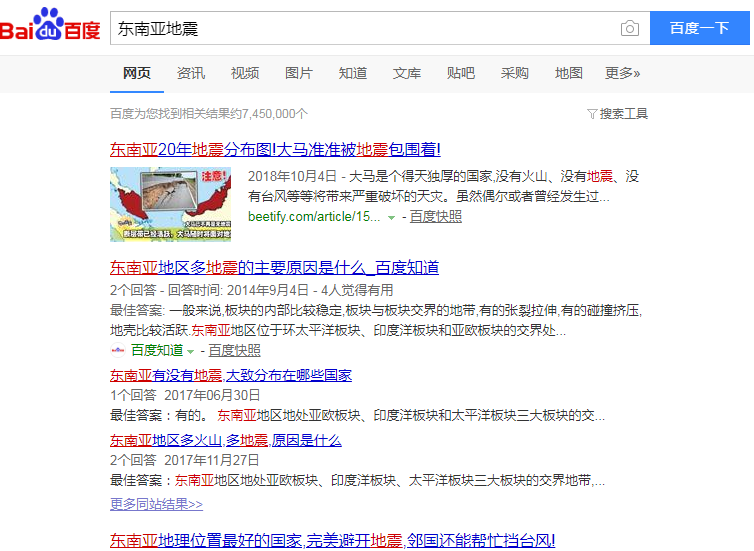 Bai du 百度 东南亚地震 百度一下
网页 资讯 视频 图片 知道 文库 贴吧 采购 地图 更多»
百度为您找到相关结果约7,450,000个 搜索工具
东南亚20年地震分布图!大马准准被地震包围着!
注意!
2018年10月4日 - 大马是个得天独厚的国家,没有火山、没有地震、没
有台风等等将带来严重破坏的天灾。虽然偶尔或者曾经发生过...
beetify.com/article/15... - 百度快照
断层带已经活跃，大马随时将面对地
东南亚地区多地震的主要原因是什么_百度知道
2个回答 - 回答时间: 2014年9月4日 - 4人觉得有用
最佳答案: 一般来说,板块的内部比较稳定,板块与板块交界的地带,有的张裂拉伸,有的碰撞挤压,
地壳比较活跃.东南亚地区位于环太平洋板块、印度洋板块和亚欧板块的交界处...
百度知道 - 百度快照
东南亚有没有地震,大致分布在哪些国家
1个回答 2017年06月30日
最佳答案：有的。 东南亚地区地处亚欧板块、印度洋板块和太平洋板块三大板块的交...
东南亚地区多火山,多地震,原因是什么
2个回答 2017年11月27日
最佳答案：东南亚地区地处亚欧板块、印度洋板块、太平洋板块三大板块的交界地带,...
更多同站结果>>
东南亚地理位置最好的国家,完美避开地震,邻国还能帮忙挡台风!